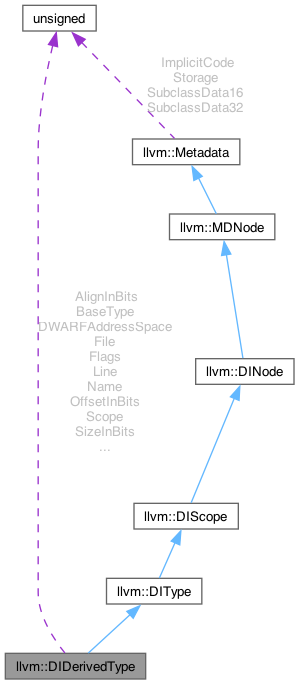 unsigned
ImplicitCode
Storage
SubclassData16
SubclassData32
llvm::Metadata
llvm::MDNode
AlignInBits
BaseType
DWARFAddressSpace
File
Flags
Line
Name
OffsetInBits
Scope
SizeInBits
...
llvm::DINode
llvm::DIScope
llvm::DIType
llvm::DIDerivedType